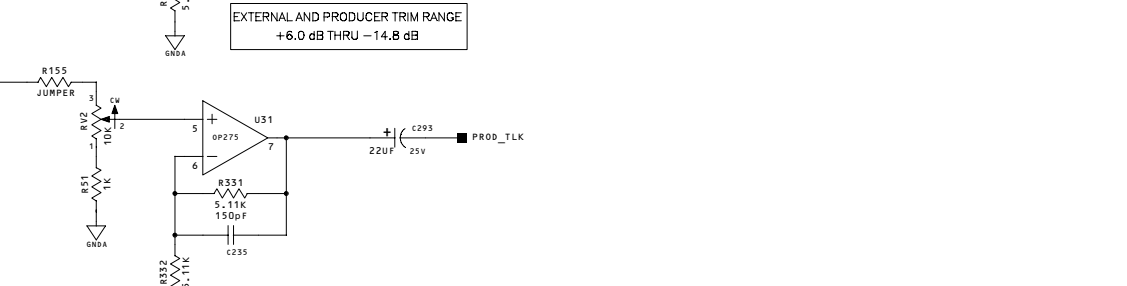 EXTERNAL AND PRODUCER TRIM RANGE
+6.0 dB THRU −14.8 dB
GNDA
R155
JUMPER
3
CW
RV2
10K
2
1
R51
1K
GNDA
5
+
U31
OP275
7
−
6
R331
5.11K
150pF
C235
R332
+
C293
22UF
25V
PROD_TLK